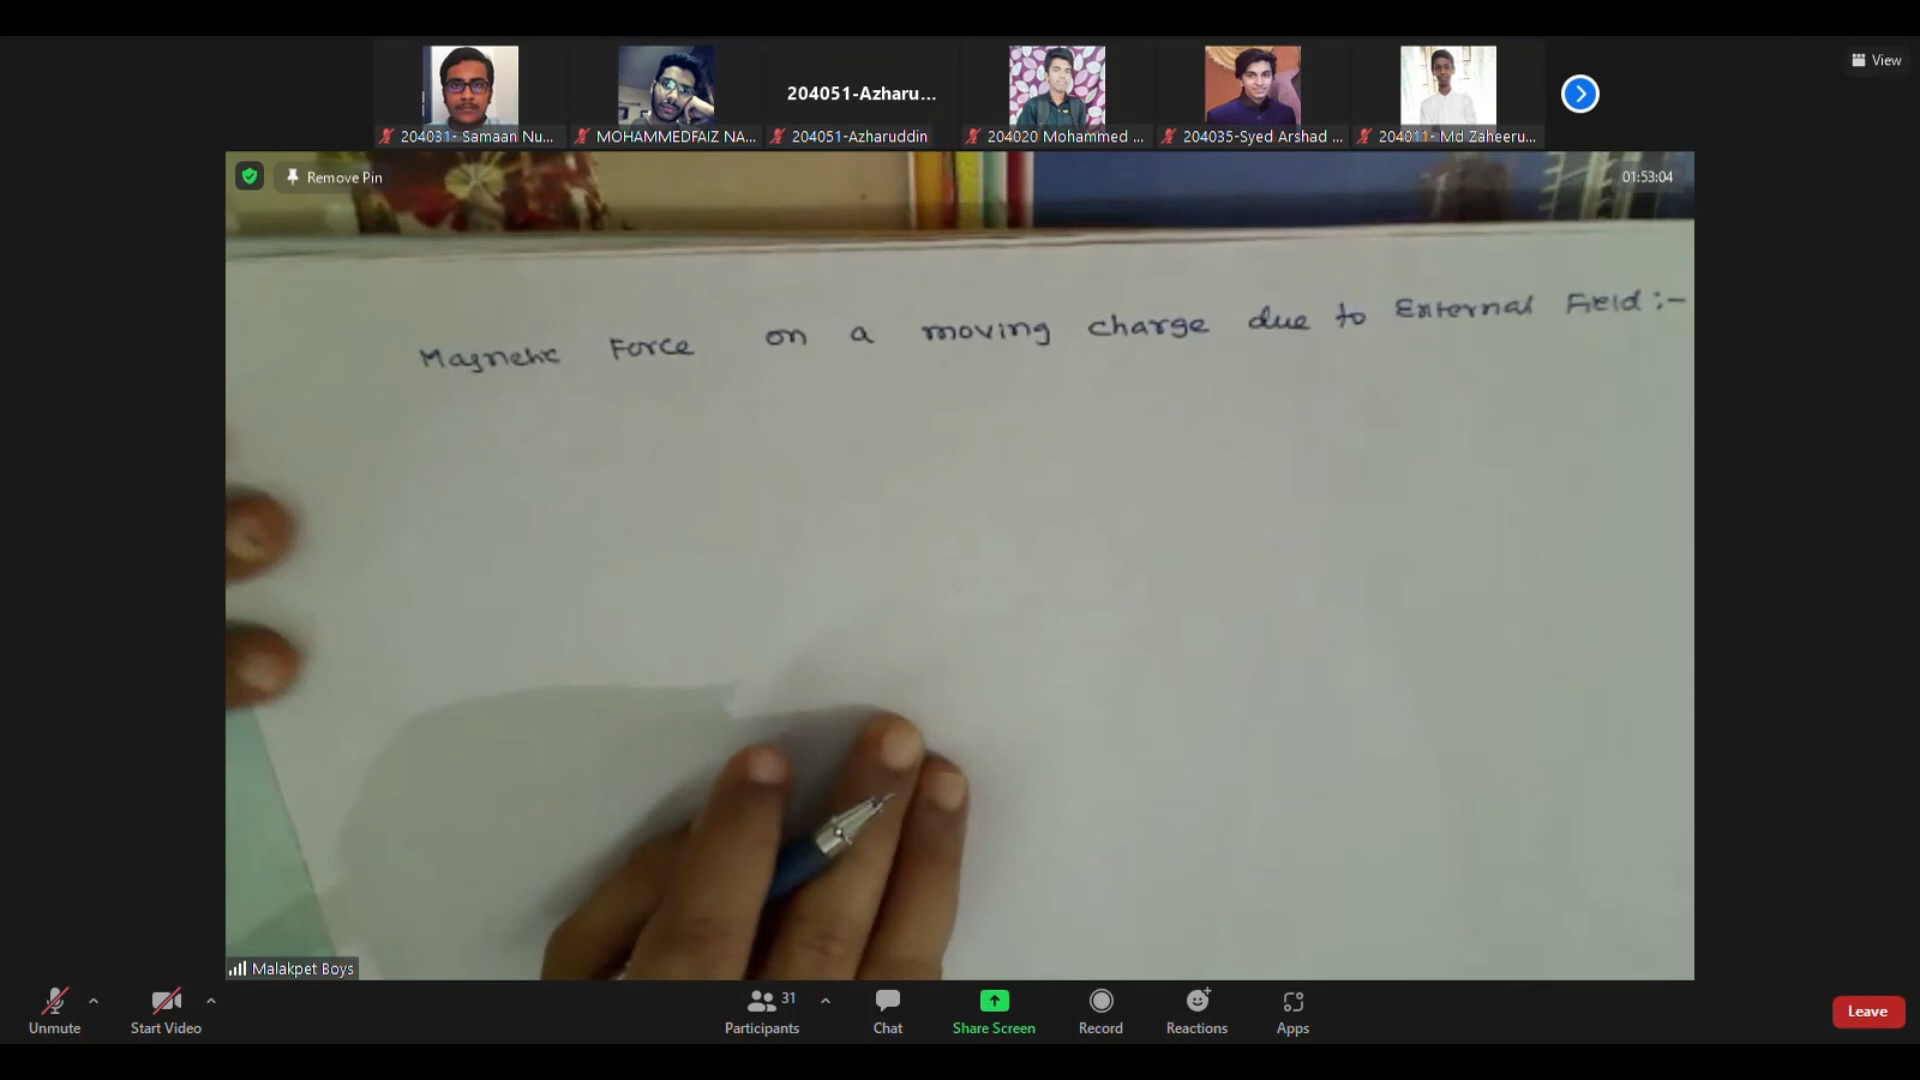 View
204031- Samaan Nu...
MOHAMMEDFAIZ NA...
204051-Azharu...
204051-Azharuddin
204020 Mohammed ...
204035-Syed Arshad ...
204011- Md Zaheeru...
Remove Pin
01:53:04
Magnetic Force on a moving charge due to External Field:-
Malakpet Boys
Unmute
Start Video
31
Participants
Chat
Share Screen
Record
Reactions
Apps
Leave